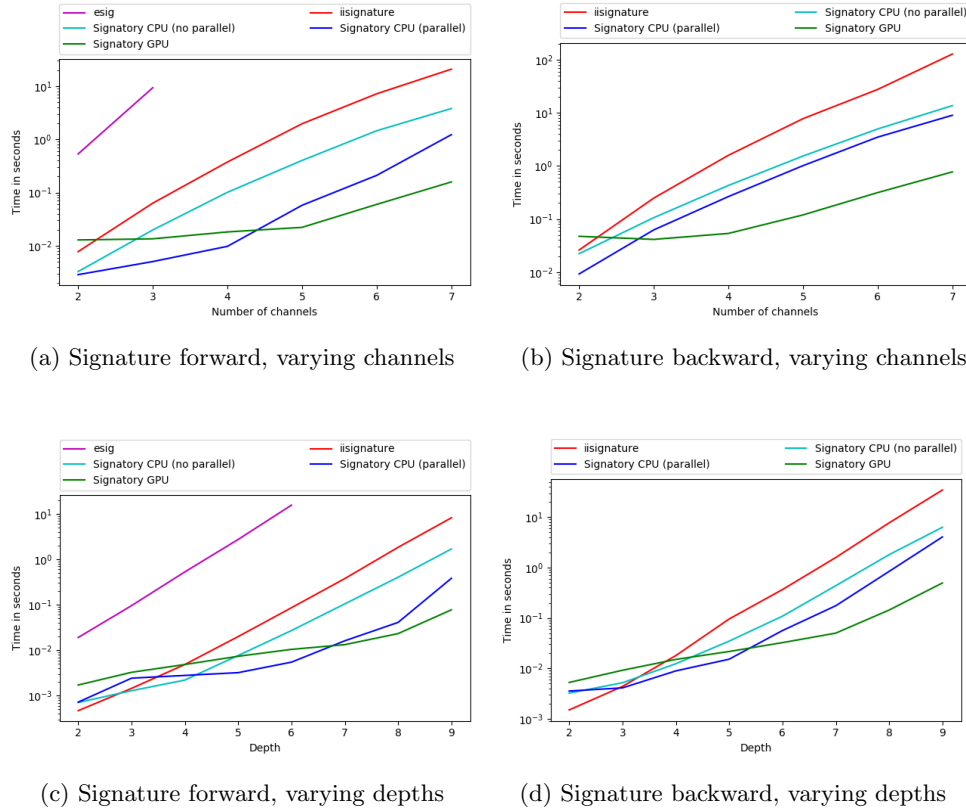 esig
iisignature
Signatory CPU (no parallel)
Signatory CPU (parallel)
Signatory GPU
Time in seconds
10^1
10^0
10^-1
10^-2
2 3 4 5 6 7
Number of channels
(a) Signature forward, varying channels
iisignature
Signatory CPU (no parallel)
Signatory CPU (parallel)
Signatory GPU
Time in seconds
10^2
10^1
10^0
10^-1
10^-2
2 3 4 5 6 7
Number of channels
(b) Signature backward, varying channels
esig
iisignature
Signatory CPU (no parallel)
Signatory CPU (parallel)
Signatory GPU
Time in seconds
10^1
10^0
10^-1
10^-2
10^-3
2 3 4 5 6 7 8 9
Depth
(c) Signature forward, varying depths
iisignature
Signatory CPU (no parallel)
Signatory CPU (parallel)
Signatory GPU
Time in seconds
10^1
10^0
10^-1
10^-2
10^-3
2 3 4 5 6 7 8 9
Depth
(d) Signature backward, varying depths